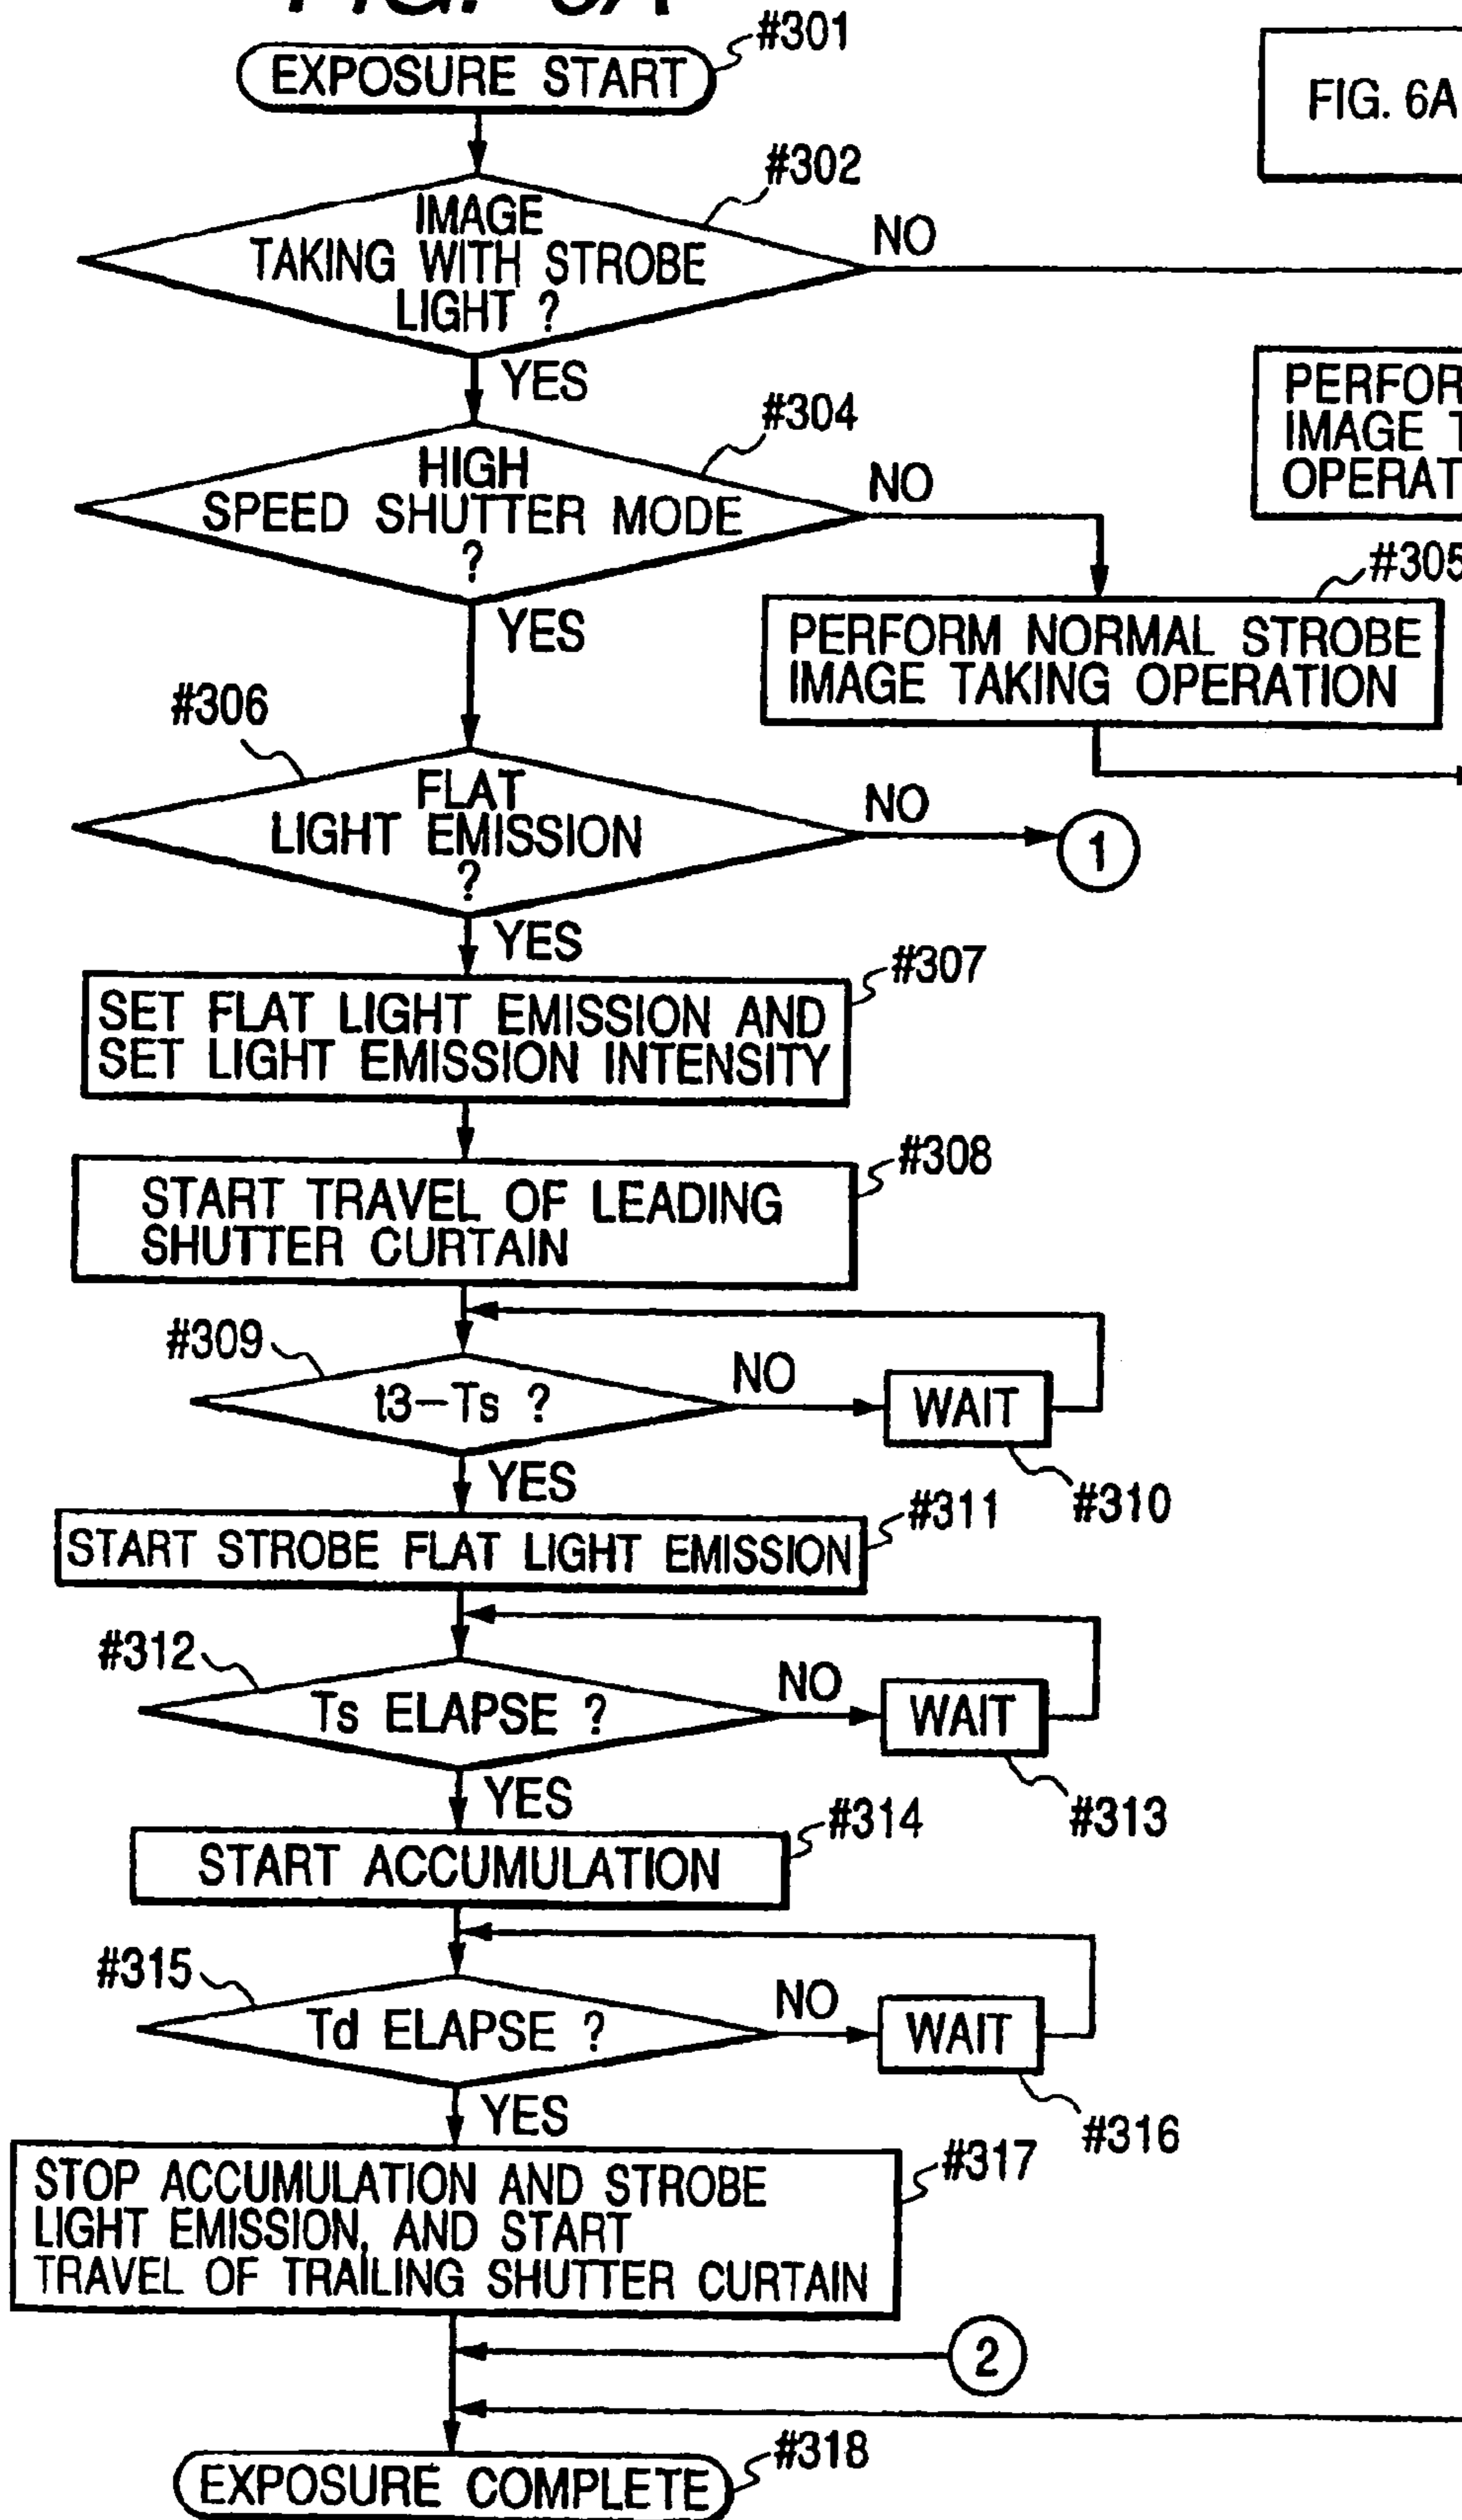 #301
EXPOSURE START
FIG. 6A
#302
IMAGE
TAKING WITH STROBE
LIGHT ?
NO
YES
#304
HIGH
SPEED SHUTTER MODE
?
NO
YES
IMAGE
#305
PERFORM NORMAL STROBE
IMAGE TAKING OPERATION
#306
FLAT
LIGHT EMISSION
?
NO
1
YES
#307
SET FLAT LIGHT EMISSION AND
SET LIGHT EMISSION INTENSITY
#308
START TRAVEL OF LEADING
SHUTTER CURTAIN
#309
t3-Ts ?
NO
WAIT
#310
YES
#311
START STROBE FLAT LIGHT EMISSION
#312
Ts ELAPSE ?
NO
WAIT
#313
YES
#314
START ACCUMULATION
#315
Td ELAPSE ?
NO
WAIT
#316
YES
#317
STOP ACCUMULATION AND STROBE
LIGHT EMISSION, AND START
TRAVEL OF TRAILING SHUTTER CURTAIN
2
#318
EXPOSURE COMPLETE